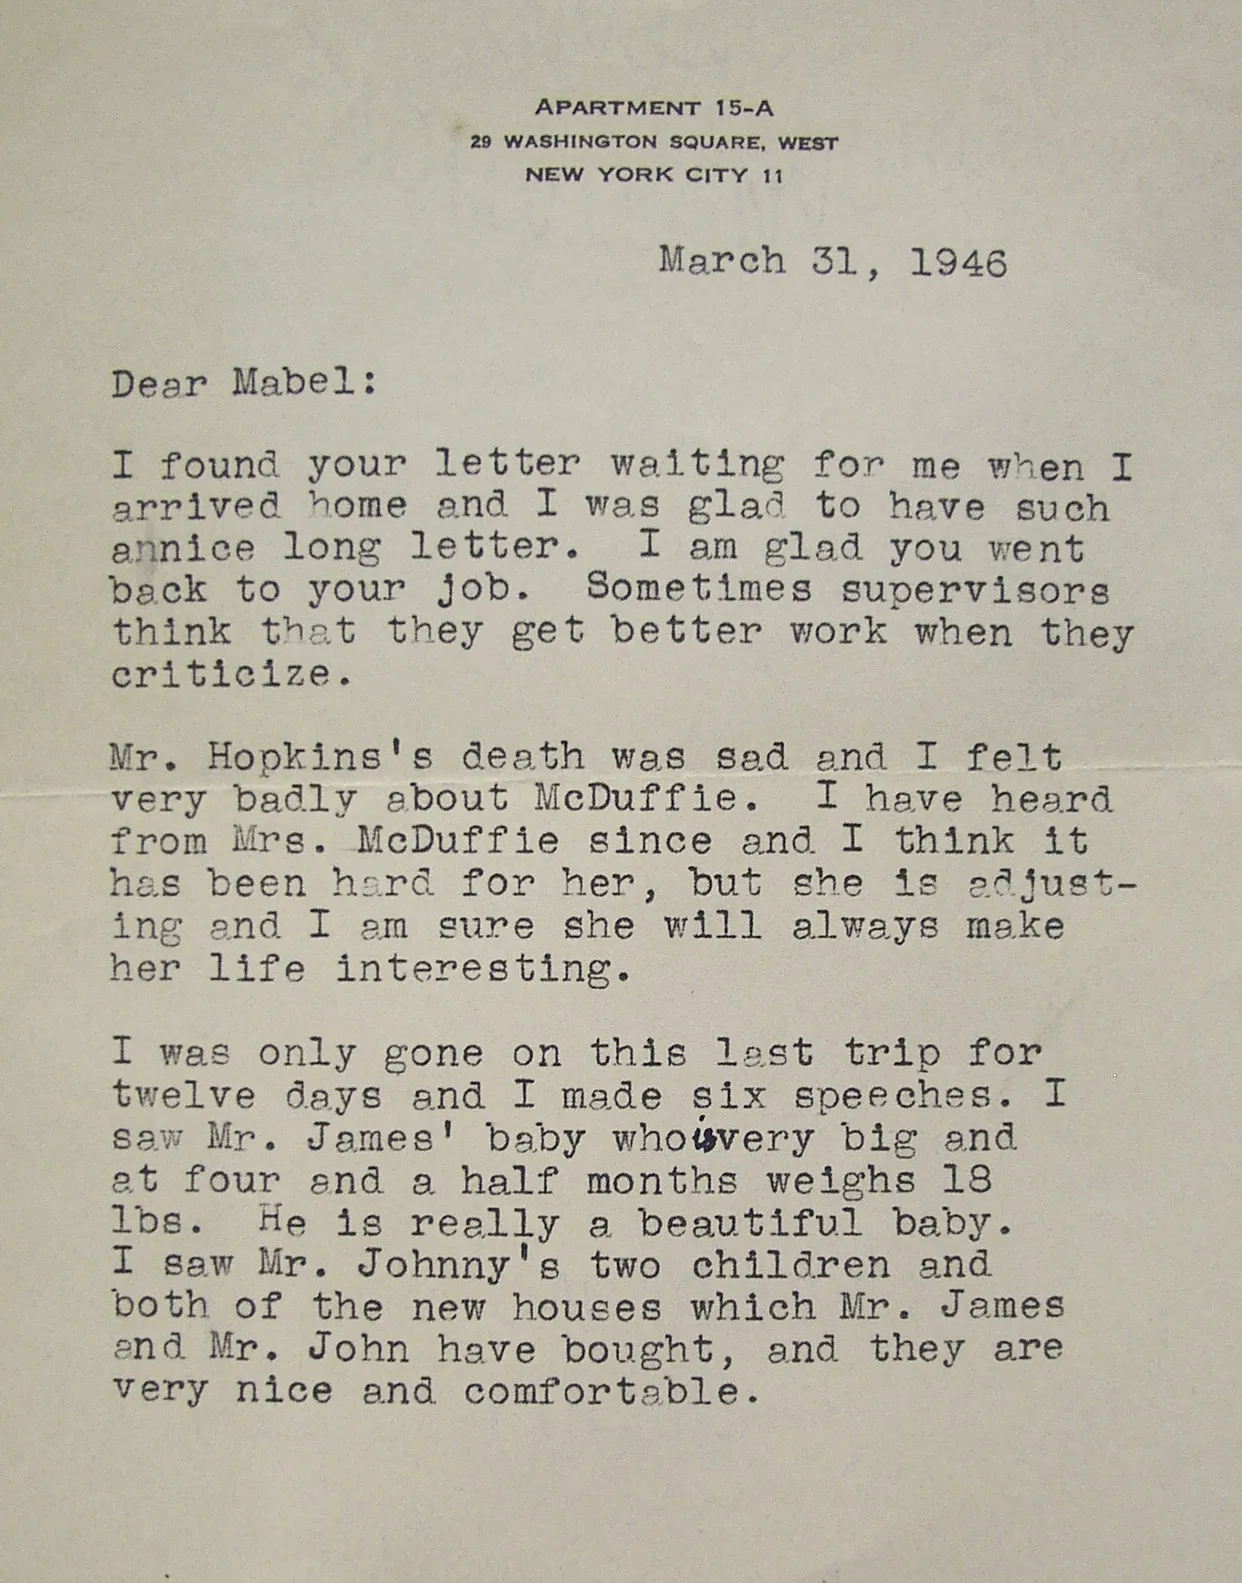 APARTMENT 15-A
29 WASHINGTON SQUARE, WEST
NEW YORK CITY 11
March 31, 1946
Dear Mabel:
I found your letter waiting for me when I
arrived home and I was glad to have such
annice long letter.  I am glad you went
back to your job.  Sometimes supervisors
think that they get better work when they
criticize.
Mr. Hopkins's death was sad and I felt
very badly about McDuffie.  I have heard
from Mrs. McDuffie since and I think it
has been hard for her, but she is adjust-
ing and I am sure she will always make
her life interesting.
I was only gone on this last trip for
twelve days and I made six speeches. I
saw Mr. James' baby who is very big and
at four and a half months weighs 18
lbs.  He is really a beautiful baby.
I saw Mr. Johnny's two children and
both of the new houses which Mr. James
and Mr. John have bought, and they are
very nice and comfortable.